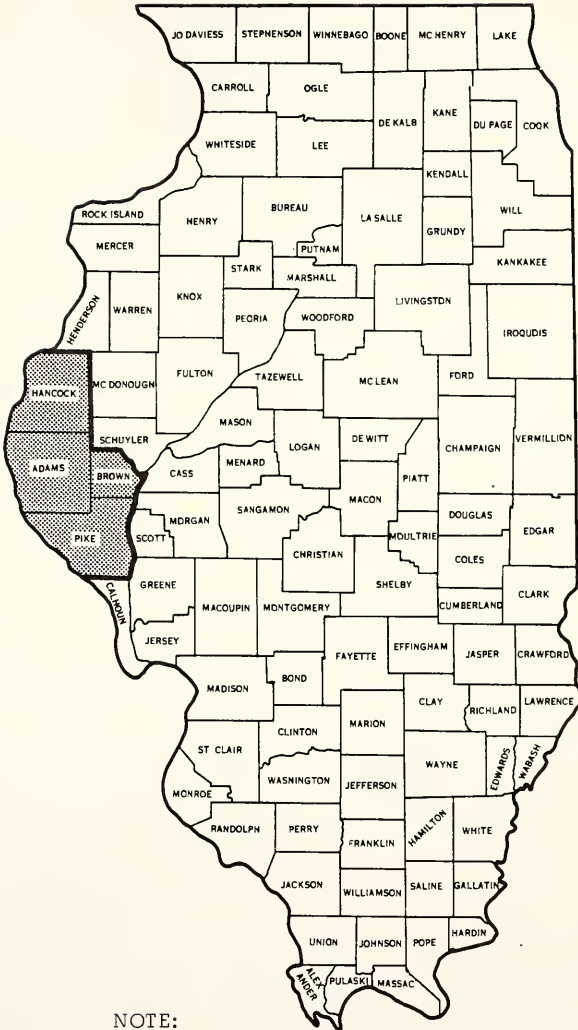 JO DAVIESS
STEPHENSON
WINNEBAGO
BOONE
MC HENRY
LAKE
CARROLL
OGLE
DE KALB
KANE
DU PAGE
COOK
WHITESIDE
LEE
KENDALL
WILL
ROCK ISLAND
HENRY
BUREAU
LA SALLE
GRUNDY
MERCER
PUTNAM
KANKAKEE
STARK
MARSHALL
HENDERSON
WARREN
KNOX
PEORIA
WOODFORD
LIVINGSTON
IROQUDIS
HANCOCK
MC DONOUGH
FULTON
TAZEWELL
MC LEAN
FORD
MASON
SCHUYLER
LOGAN
DE WITT
CHAMPAIGN
VERMILLION
ADAMS
BROWN
CASS
MENARD
PIATT
MACON
PIKE
SCOTT
MORGAN
SANGAMON
DOUGLAS
MOULTRIE
EDGAR
CHRISTIAN
COLES
CALHOUN
GREENE
MACOUPIN
MONTGOMERY
SHELBY
CUMBERLAND
CLARK
JERSEY
FAYETTE
EFFINGHAM
JASPER
CRAWFORD
MADISON
BOND
CLAY
RICHLAND
LAWRENCE
CLINTON
MARION
ST CLAIR
WAYNE
EDWARDS
WABASH
WASNINGTON
JEFFERSON
MONROE
RANDOLPH
PERRY
HAMILTON
WHITE
FRANKLIN
JACKSON
WILLIAMSON
SALINE
GALLATIN
UNION
JOHNSON
POPE
HARDIN
ALEX
ANDER
PULASKI
MASSAC
NOTE: